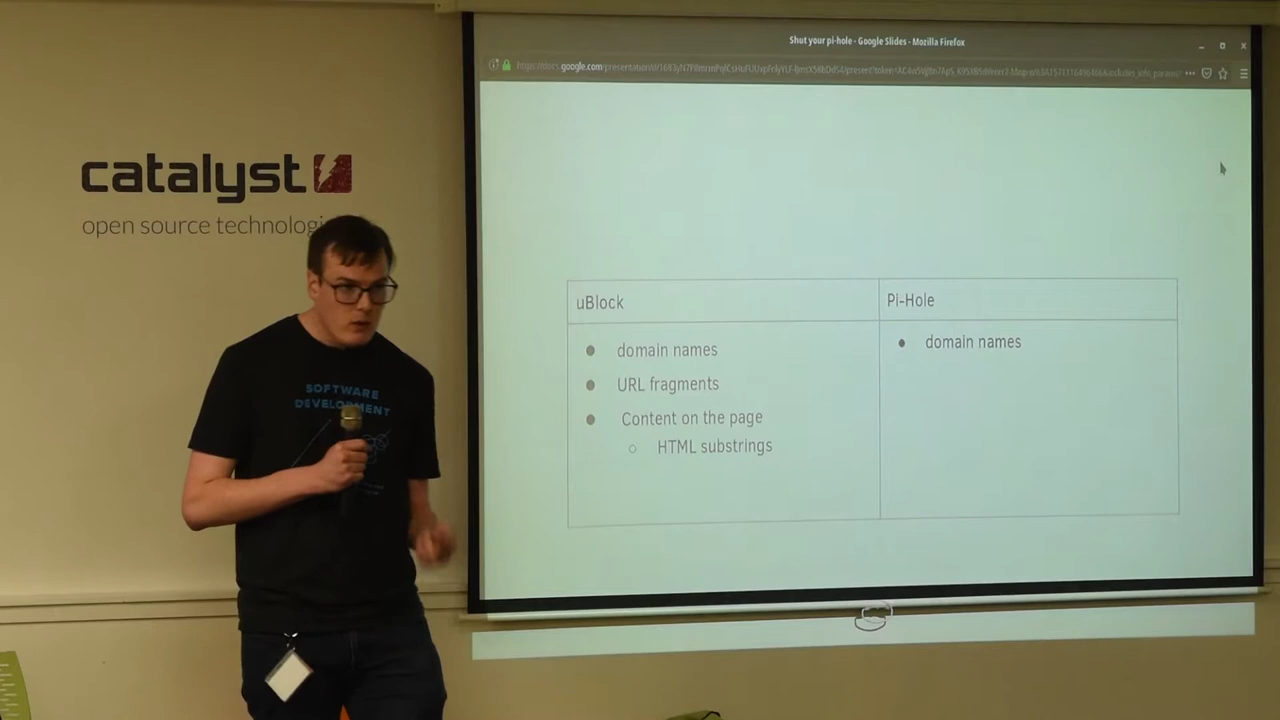 Shut your pi-hole - Google Slides - Mozilla Firefox
catalyst
open source technologi
SOFTWARE
DEVELOPMENT
uBlock
domain names
URL fragments
Content on the page
HTML substrings
Pi-Hole
domain names